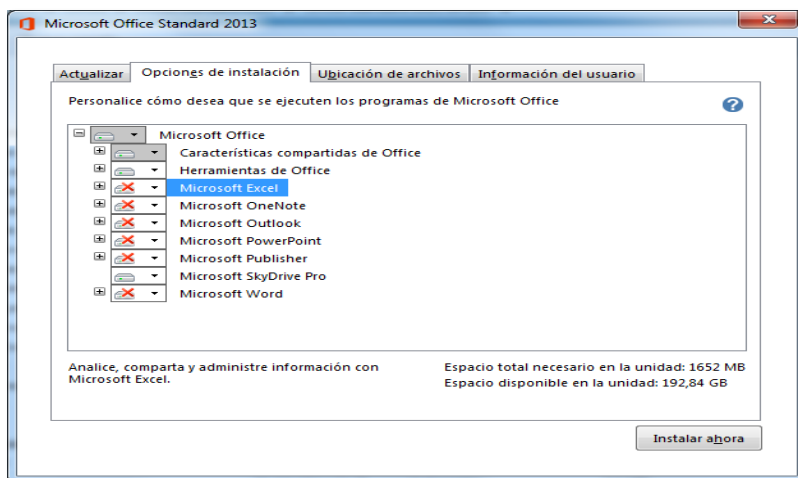 Microsoft Office Standard 2013
Actualizar
Opciones de instalación
Ubicación de archivos
Información del usuario
Personalice cómo desea que se ejecuten los programas de Microsoft Office
Microsoft Office
Características compartidas de Office
Herramientas de Office
Microsoft Excel
Microsoft OneNote
Microsoft Outlook
Microsoft PowerPoint
Microsoft Publisher
Microsoft SkyDrive Pro
Microsoft Word
Analice, comparta y administre información con
Microsoft Excel.
Espacio total necesario en la unidad: 1652 MB
Espacio disponible en la unidad: 192,84 GB
Instalar ahora